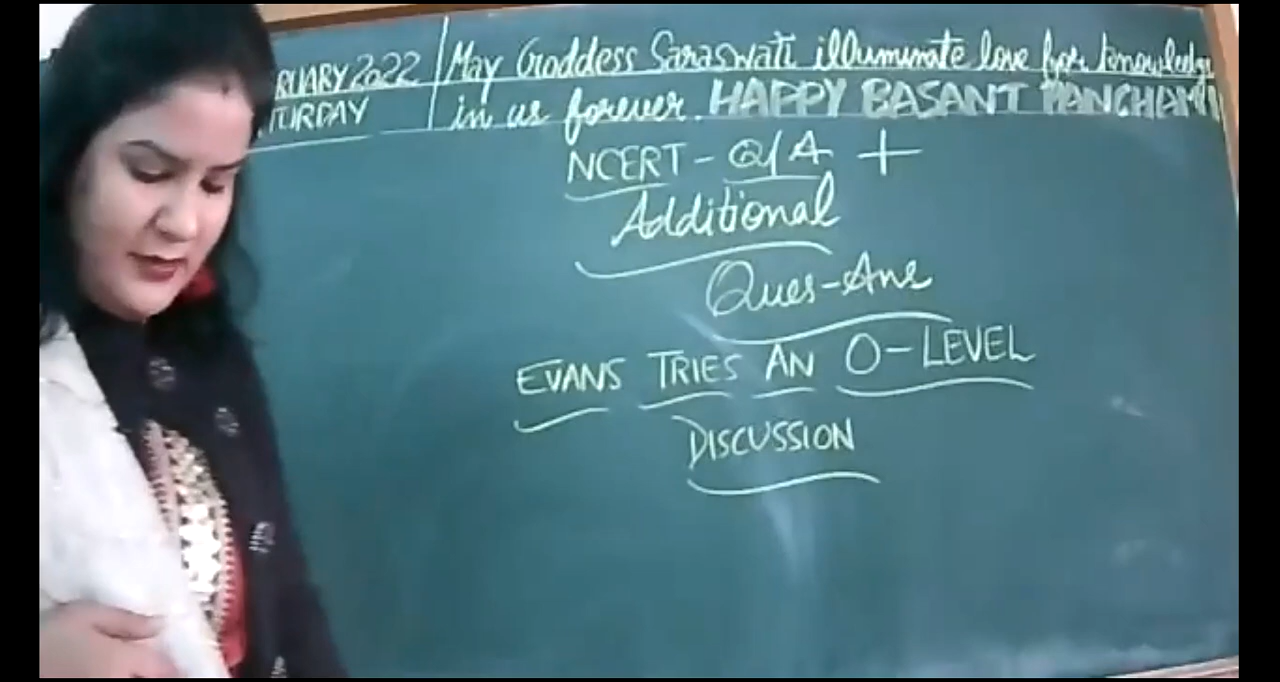 RUARY 2022
TURDAY
May Goddess Saraswati illuminate love for knowledge
in us forever. HAPPY BASANT PANCHAMI
NCERT - Q/A +
Additional
Ques-Ans
EVANS TRIES AN O-LEVEL
DISCUSSION